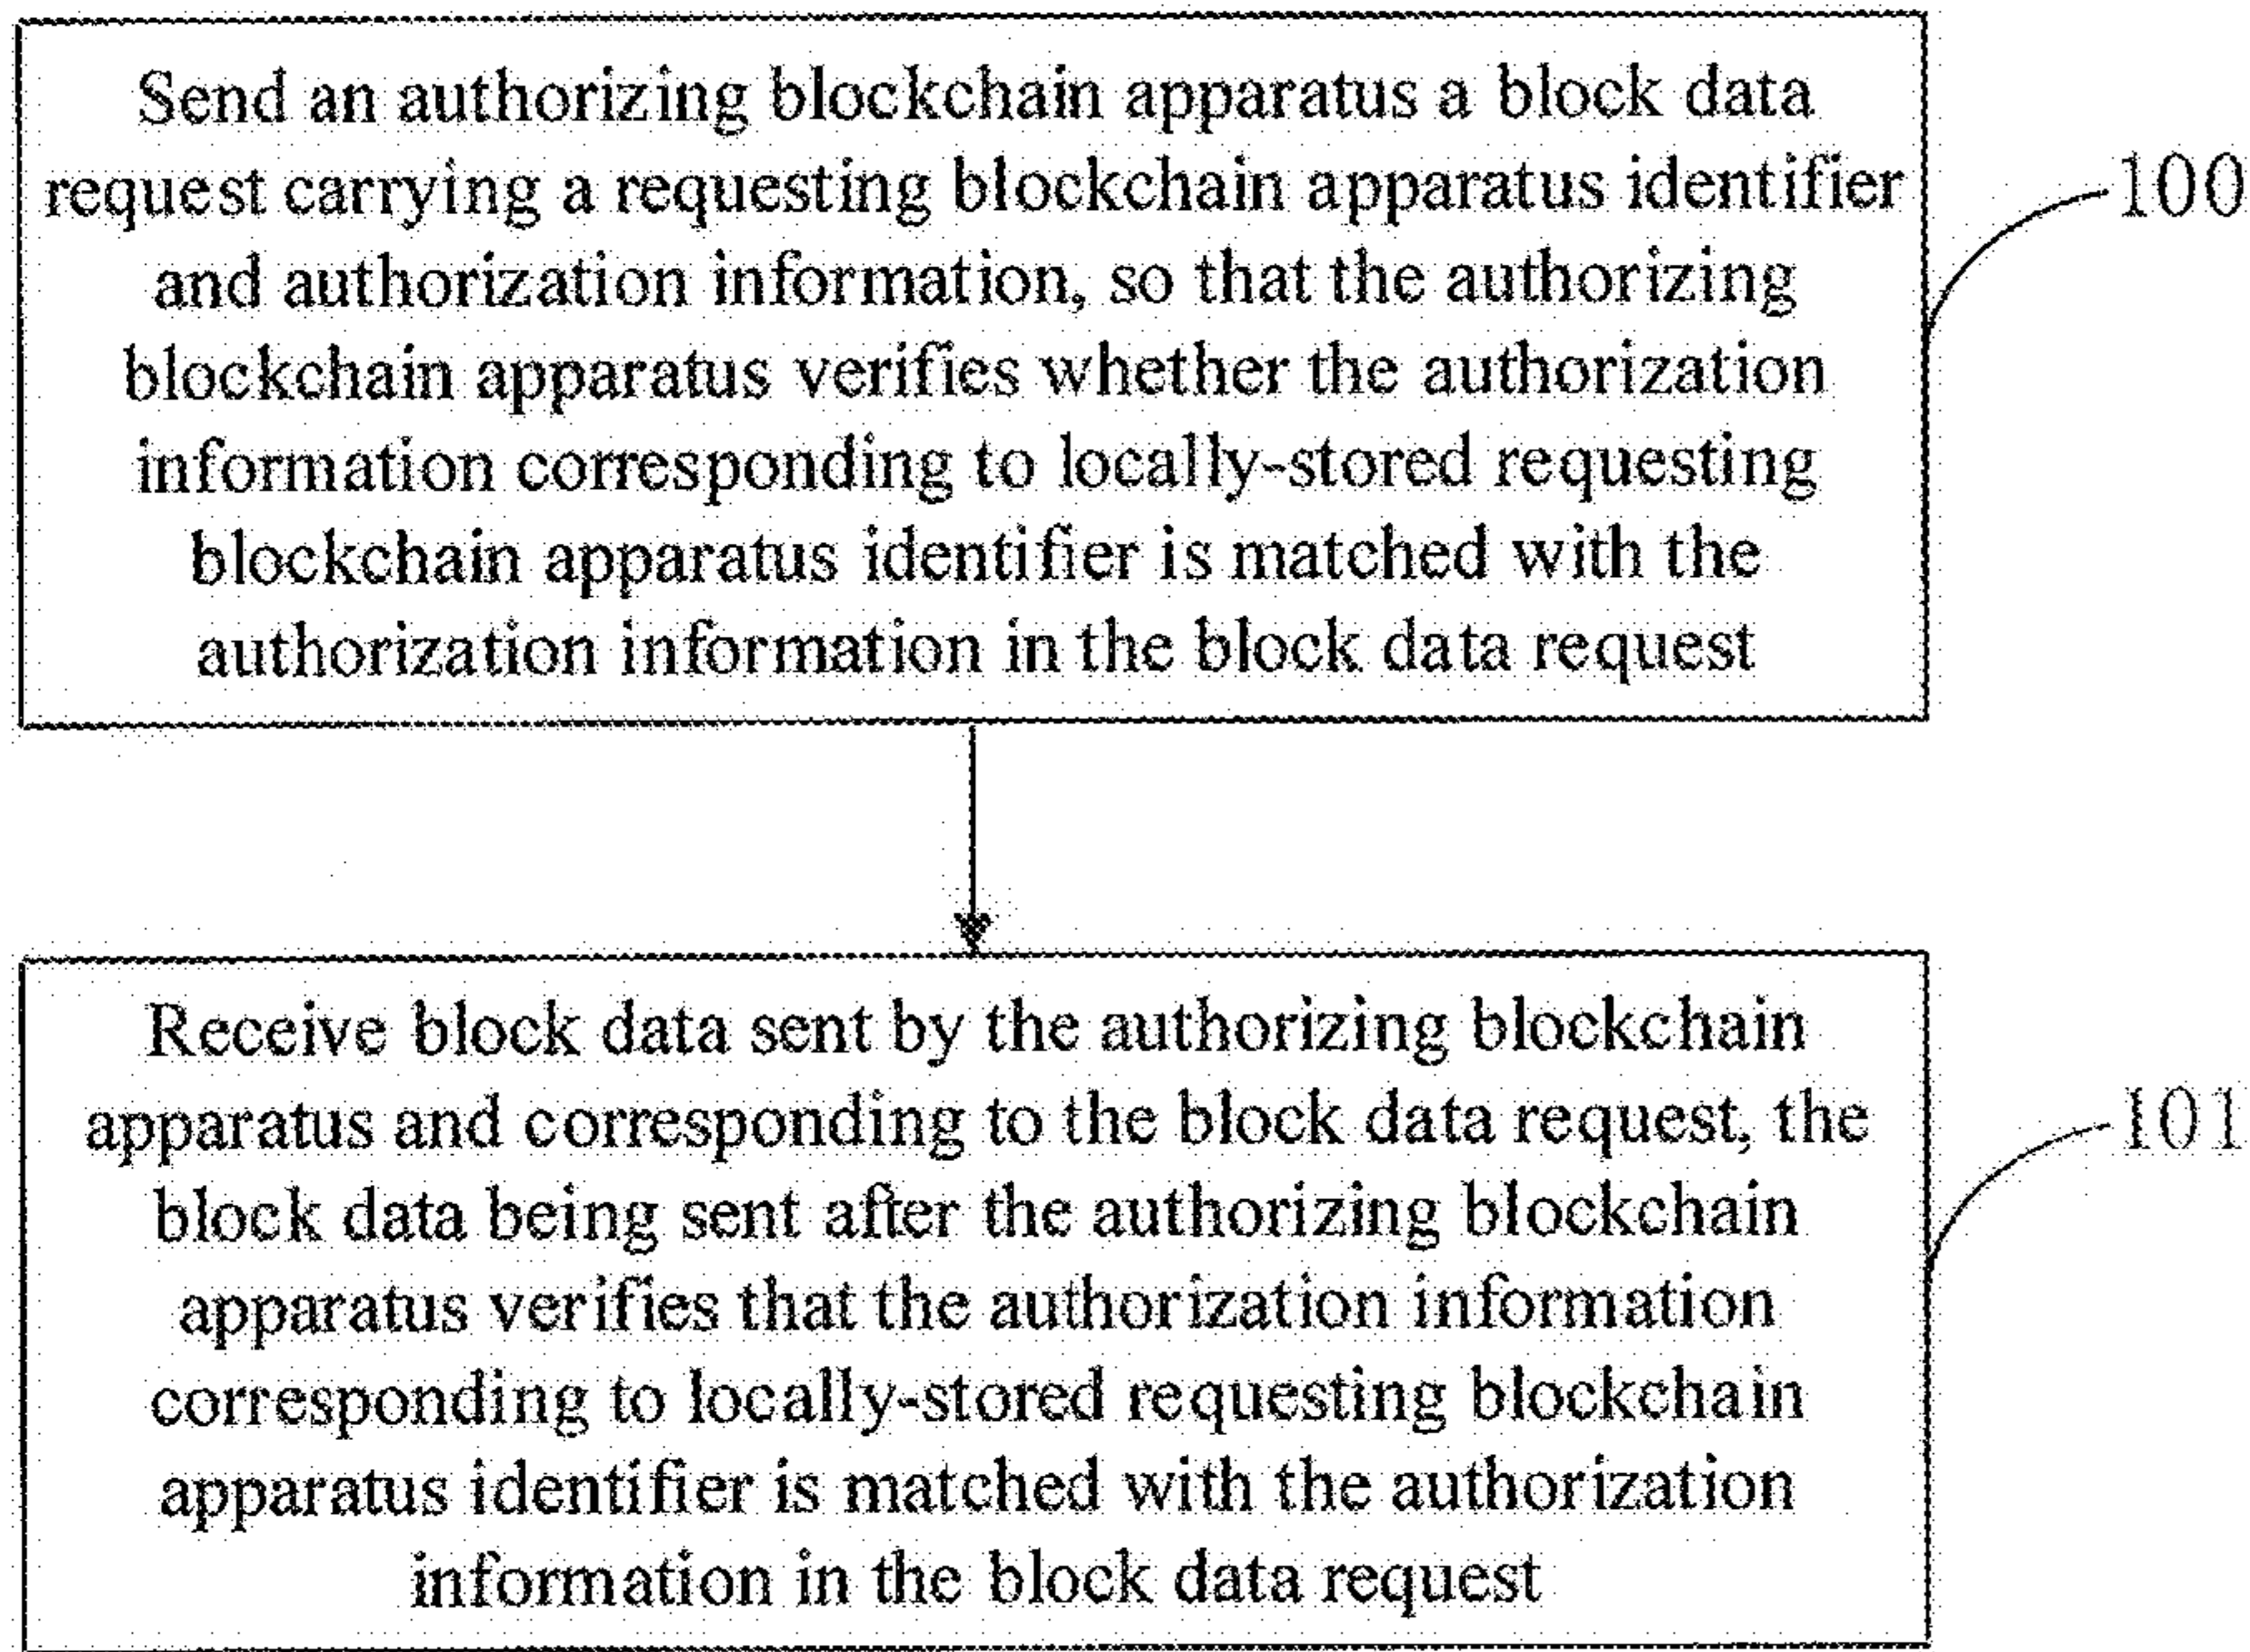 Send an authorizing blockchain apparatus a block data
request carrying a requesting blockchain apparatus identifier
and authorization information, so that the authorizing
blockchain apparatus verifies whether the authorization
information corresponding to locally-stored requesting
blockchain apparatus identifier is matched with the
authorization information in the block data request
100
Receive block data sent by the authorizing blockchain
apparatus and corresponding to the block data request, the
block data being sent after the authorizing blockchain
apparatus verifies that the authorization information
corresponding to locally-stored requesting blockchain
apparatus identifier is matched with the authorization
information in the block data request
101